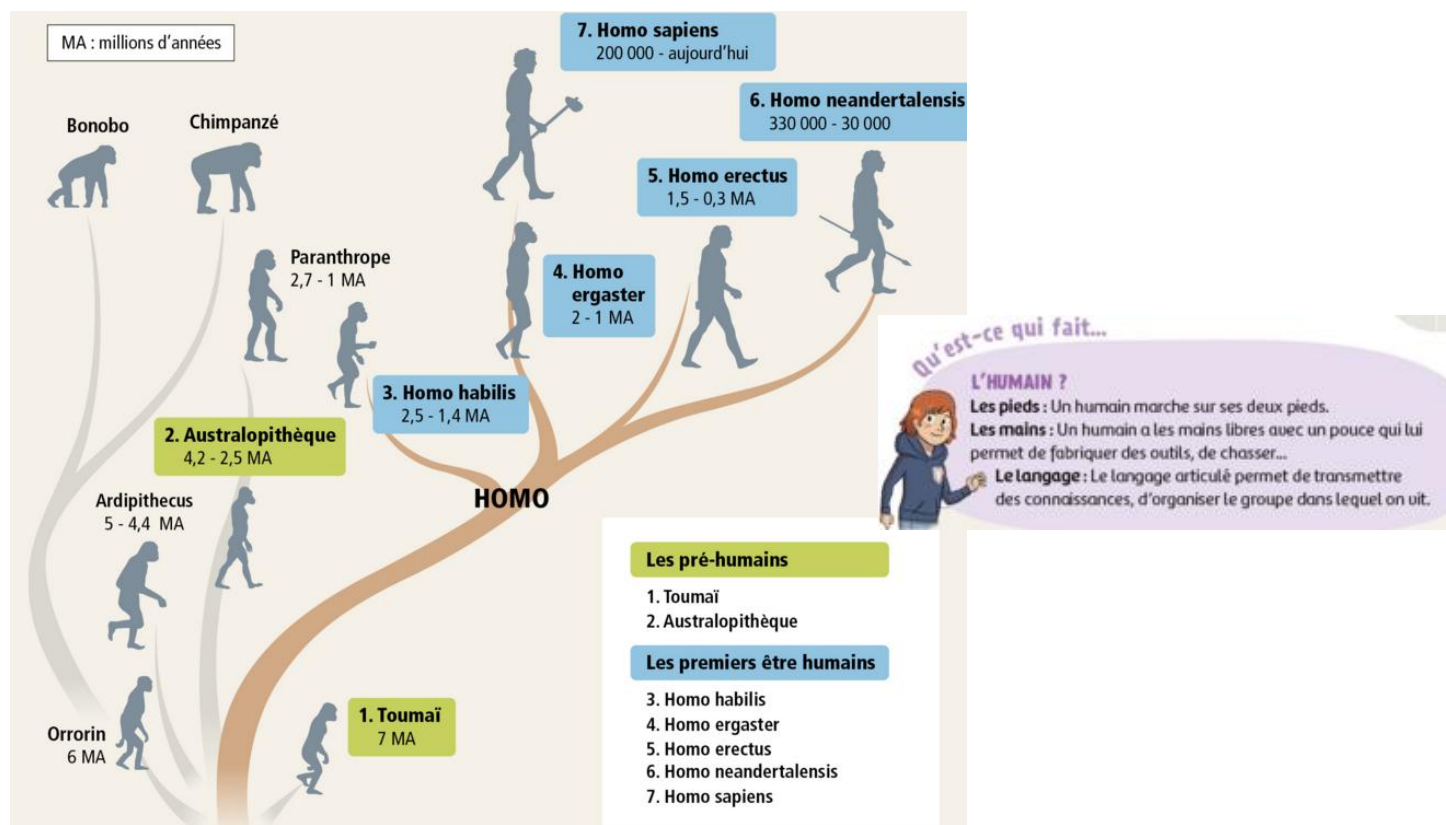 MA : millions d’années
7. Homo sapiens
200 000 - aujourd’hui
6. Homo neandertalensis
330 000 - 30 000
Bonobo
Chimpanzé
5. Homo erectus
1,5 - 0,3 MA
Paranthrope
2,7 - 1 MA
4. Homo
ergaster
2 - 1 MA
3. Homo habilis
2,5 - 1,4 MA
2. Australopithèque
4,2 - 2,5 MA
Ardipithecus
5 - 4,4 MA
HOMO
Orrorin
6 MA
1. Toumaï
7 MA
Les pré-humains
1. Toumaï
2. Australopithèque
Les premiers être humains
3. Homo habilis
4. Homo ergaster
5. Homo erectus
6. Homo neandertalensis
7. Homo sapiens
Qu'est-ce qui fait...
L'HUMAIN ?
Les pieds : Un humain marche sur ses deux pieds.
Les mains : Un humain a les mains libres avec un pouce qui lui
permet de fabriquer des outils, de chasser...
Le langage : Le langage articulé permet de transmettre
des connaissances, d'organiser le groupe dans lequel on vit.